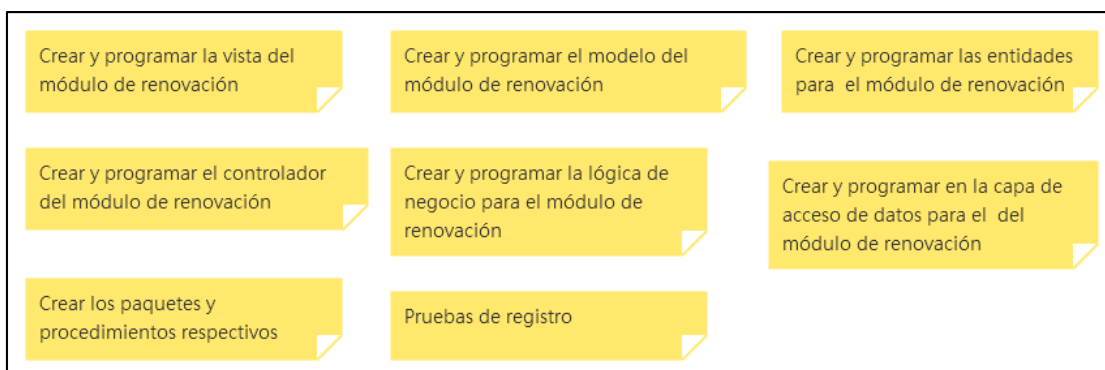 Crear y programar la vista del
módulo de renovación
Crear y programar el modelo del
módulo de renovación
Crear y programar las entidades
para el módulo de renovación
Crear y programar el controlador
del módulo de renovación
Crear y programar la lógica de
negocio para el módulo de
renovación
Crear y programar en la capa de
acceso de datos para el del
módulo de renovación
Crear los paquetes y
procedimientos respectivos
Pruebas de registro